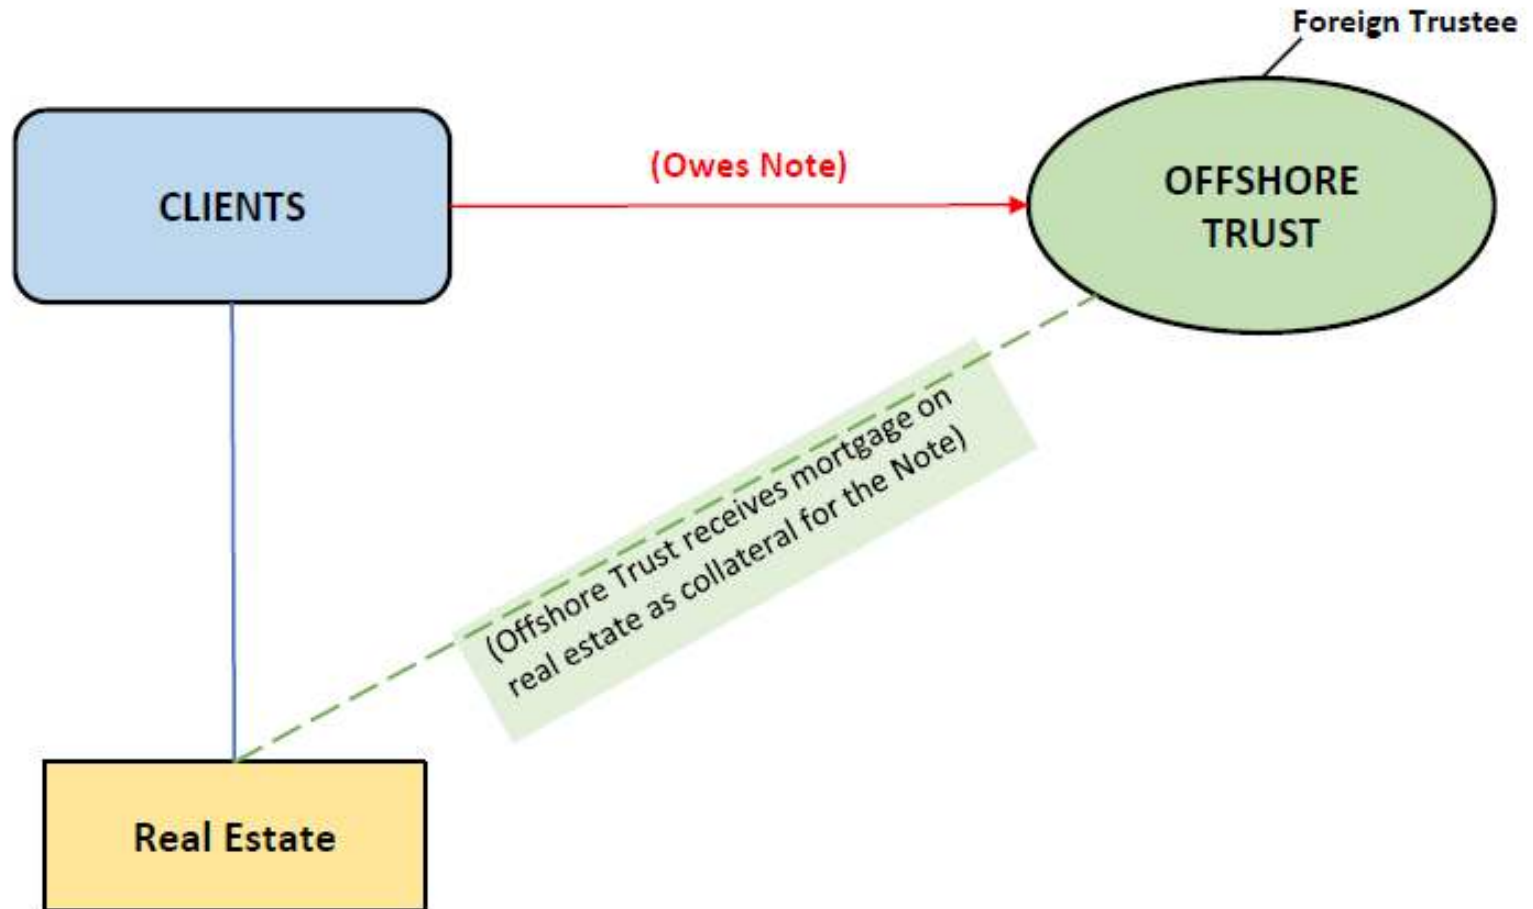 Foreign Trustee
CLIENTS
(Owes Note)
OFFSHORE
TRUST
(Offshore Trust receives mortgage on
real estate as collateral for the Note)
Real Estate